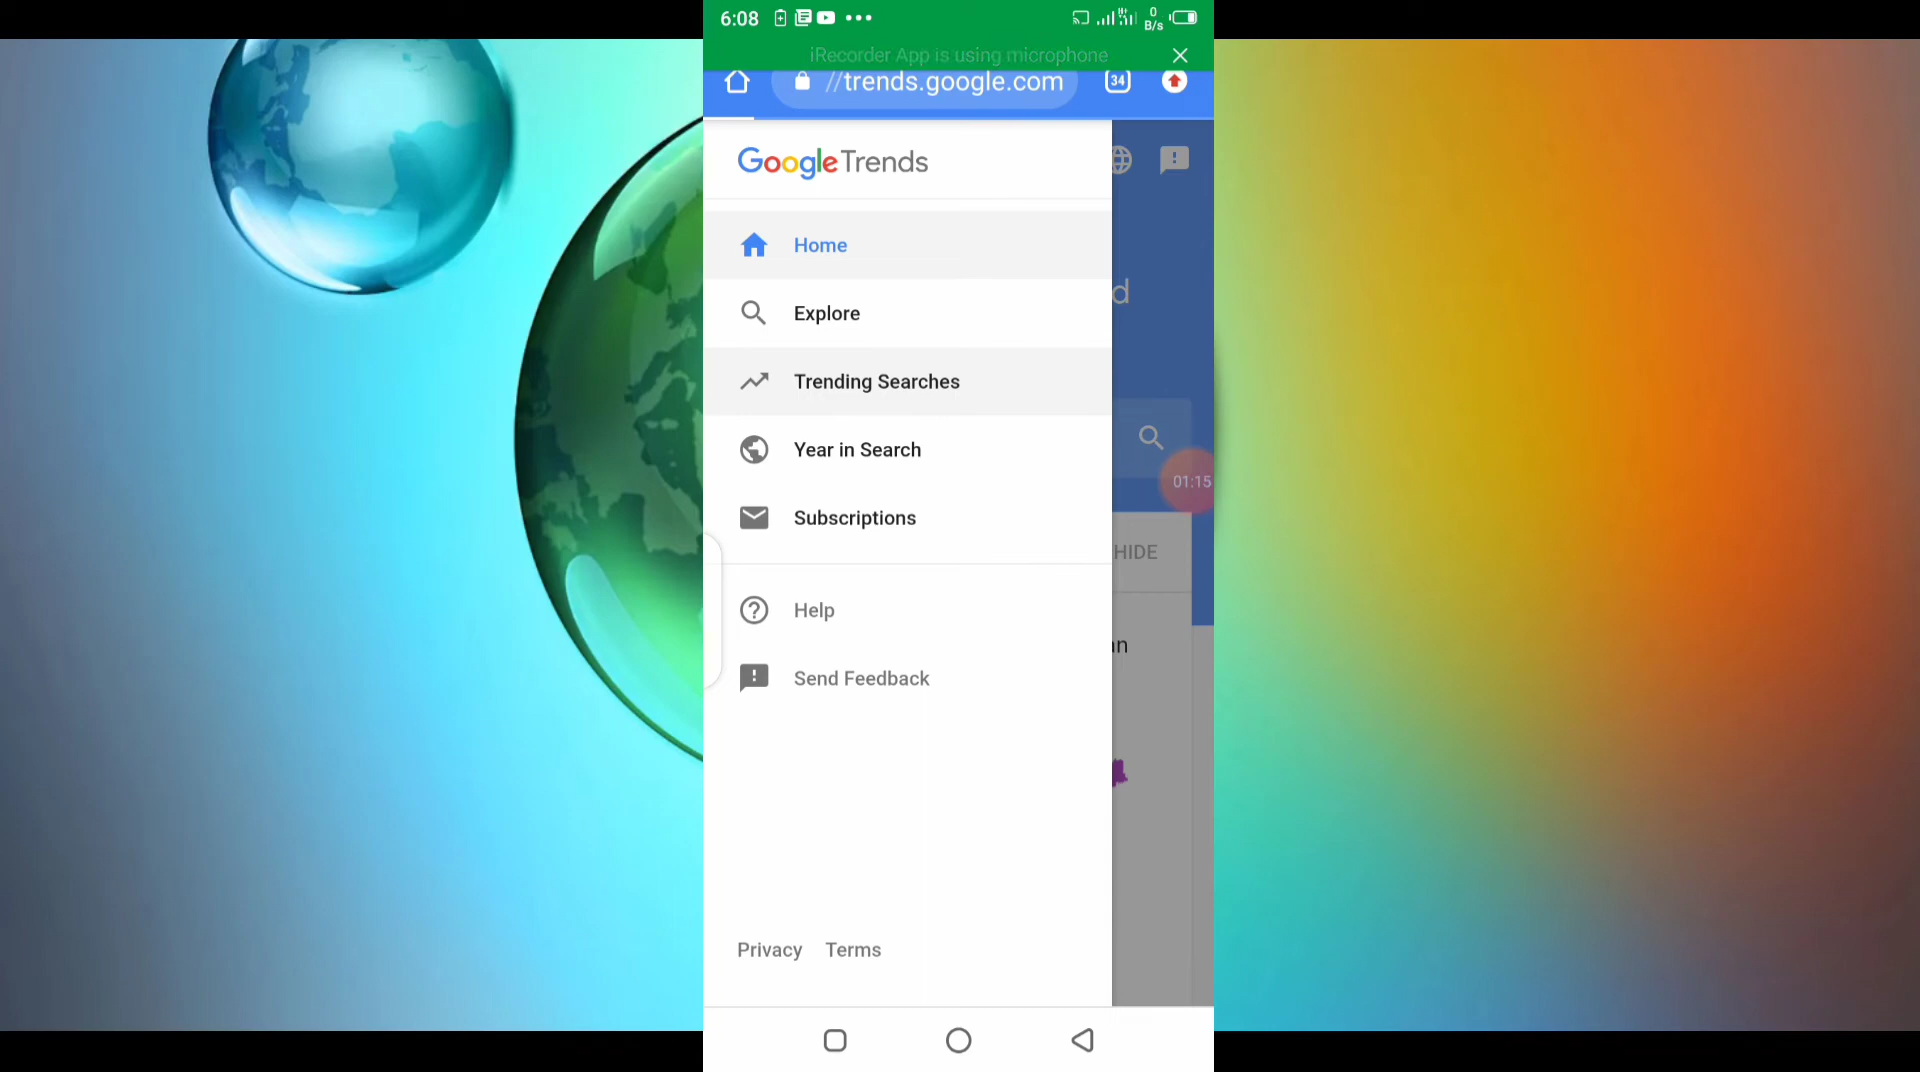 6:08
0
B/s
iRecorder App is using microphone
//trends.google.com
34
Google Trends
Home
Explore
Trending Searches
Year in Search
Subscriptions
01:15
HIDE
Help
Send Feedback
Privacy Terms